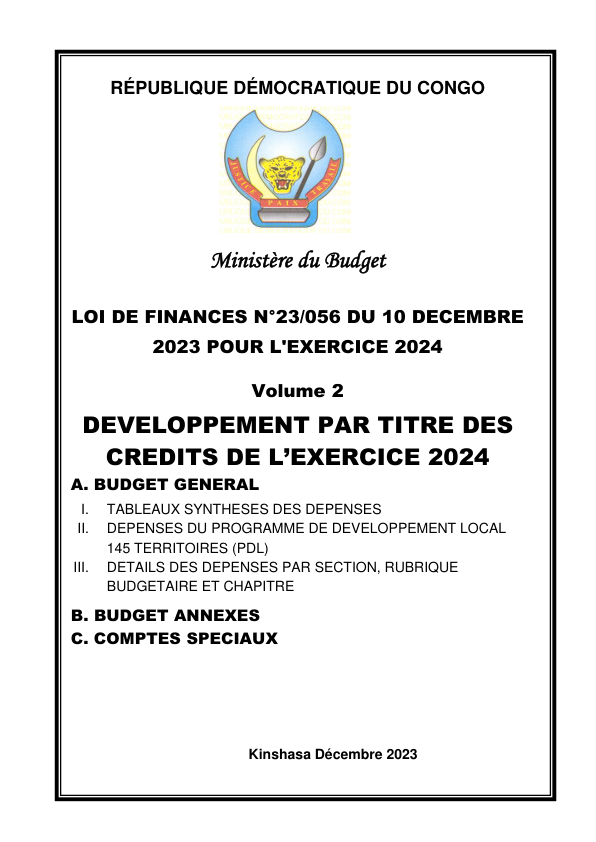 RÉPUBLIQUE DÉMOCRATIQUE DU CONGO
JUSTICE PAIX TRAVAIL
Ministère du Budget
LOI DE FINANCES N°23/056 DU 10 DECEMBRE
2023 POUR L'EXERCICE 2024
Volume 2
DEVELOPPEMENT PAR TITRE DES
CREDITS DE L’EXERCICE 2024
A. BUDGET GENERAL
I. TABLEAUX SYNTHESES DES DEPENSES
II. DEPENSES DU PROGRAMME DE DEVELOPPEMENT LOCAL
145 TERRITOIRES (PDL)
III. DETAILS DES DEPENSES PAR SECTION, RUBRIQUE
BUDGETAIRE ET CHAPITRE
B. BUDGET ANNEXES
C. COMPTES SPECIAUX
Kinshasa Décembre 2023